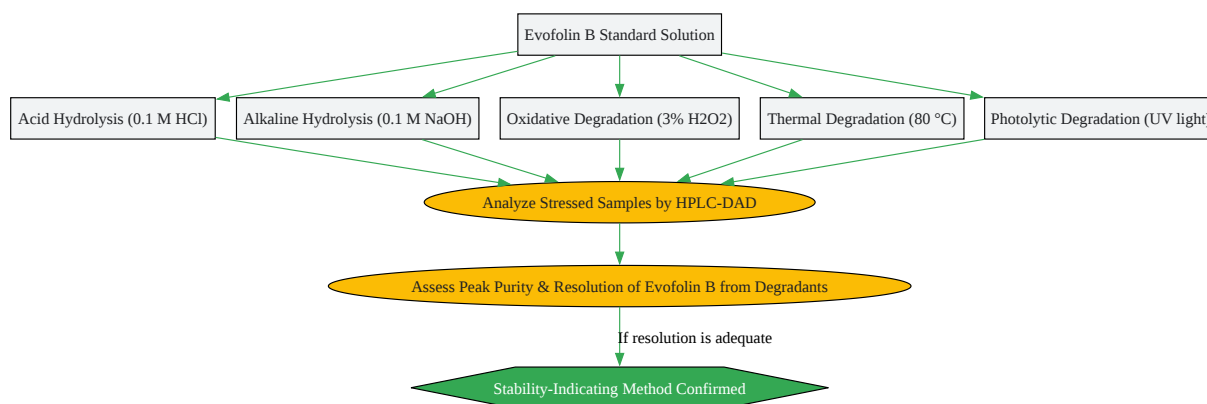 Evofolin B Standard Solution
Acid Hydrolysis (0.1 M HCl)
Alkaline Hydrolysis (0.1 M NaOH)
Oxidative Degradation (3% H2O2)
Thermal Degradation (80 °C)
Photolytic Degradation (UV light)
Analyze Stressed Samples by HPLC-DAD
Assess Peak Purity & Resolution of Evofolin B from Degradants
If resolution is adequate
Stability-Indicating Method Confirmed